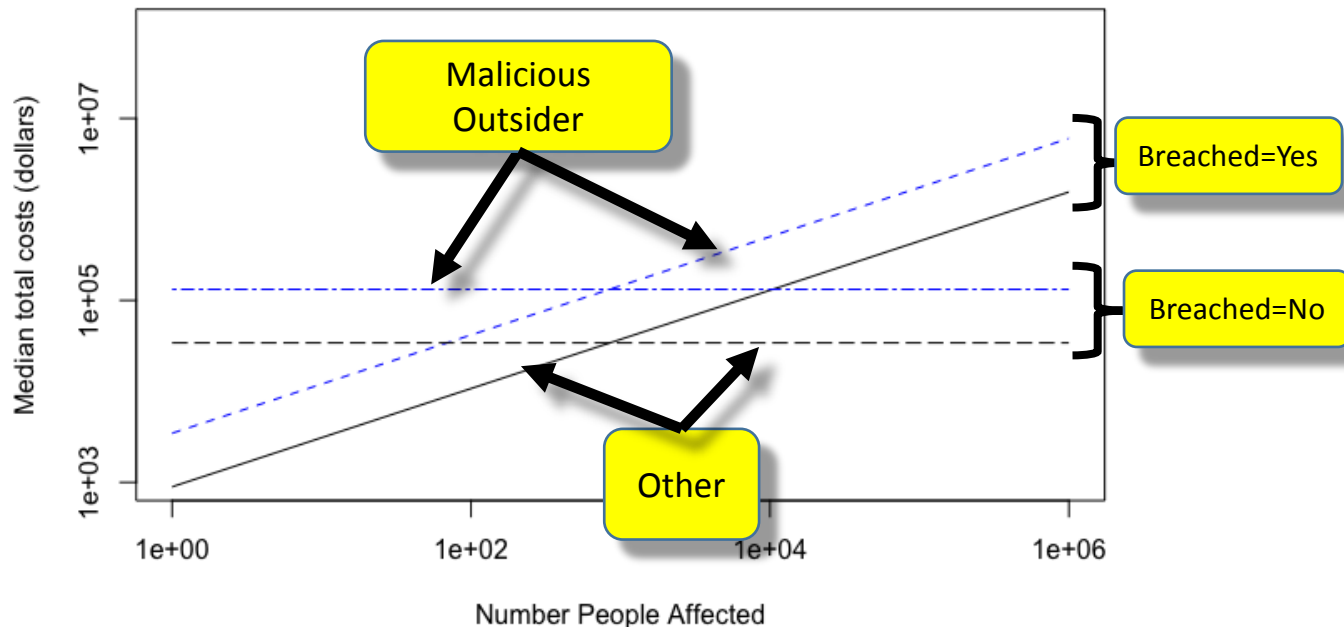 Malicious
Outsider
Breached=Yes
Breached=No
Other
Median total costs (dollars)
1e+07
1e+05
1e+03
1e+00
1e+02
1e+04
1e+06
Number People Affected